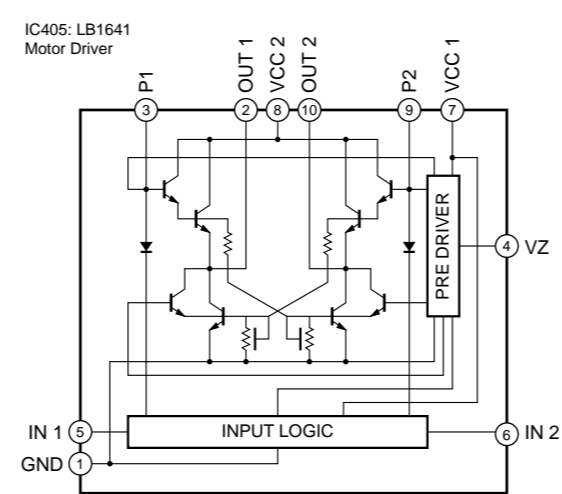 IC405: LB1641
Motor Driver
P1
OUT 1
VCC 2
OUT 2
P2
VCC 1
3
2
8
10
9
7
PRE DRIVER
4 VZ
IN 1 5
INPUT LOGIC
6 IN 2
GND 1